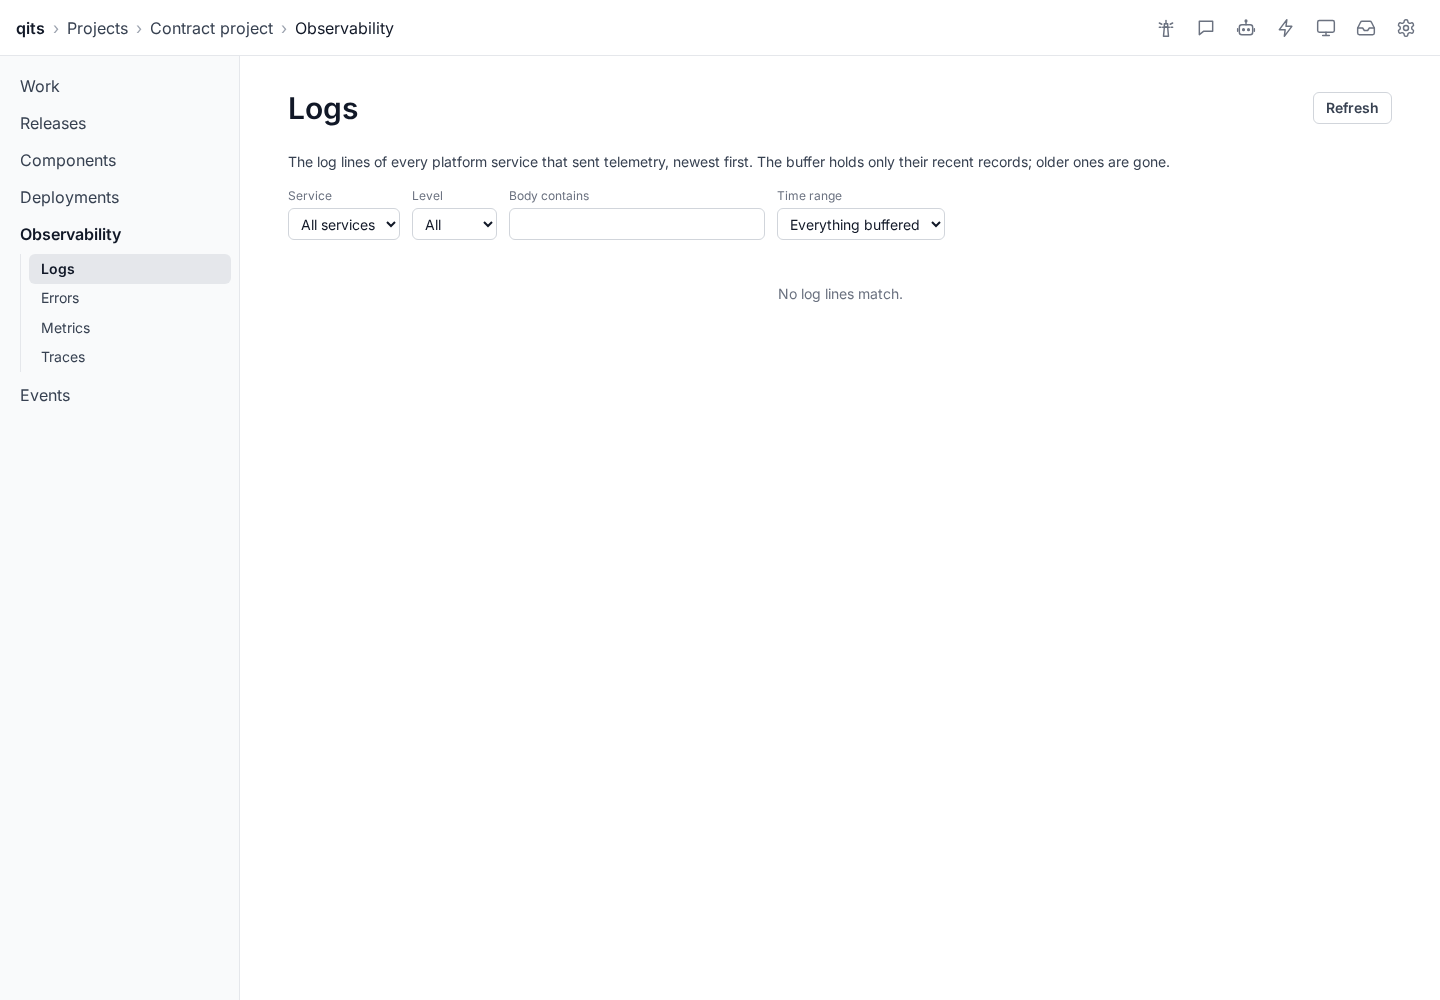 qits › Projects › Contract project › Observability
Work
Releases
Components
Deployments
Observability
Logs
Errors
Metrics
Traces
Events
Logs
Refresh
The log lines of every platform service that sent telemetry, newest first. The buffer holds only their recent records; older ones are gone.
Service Level Body contains Time range
All services All Everything buffered
No log lines match.